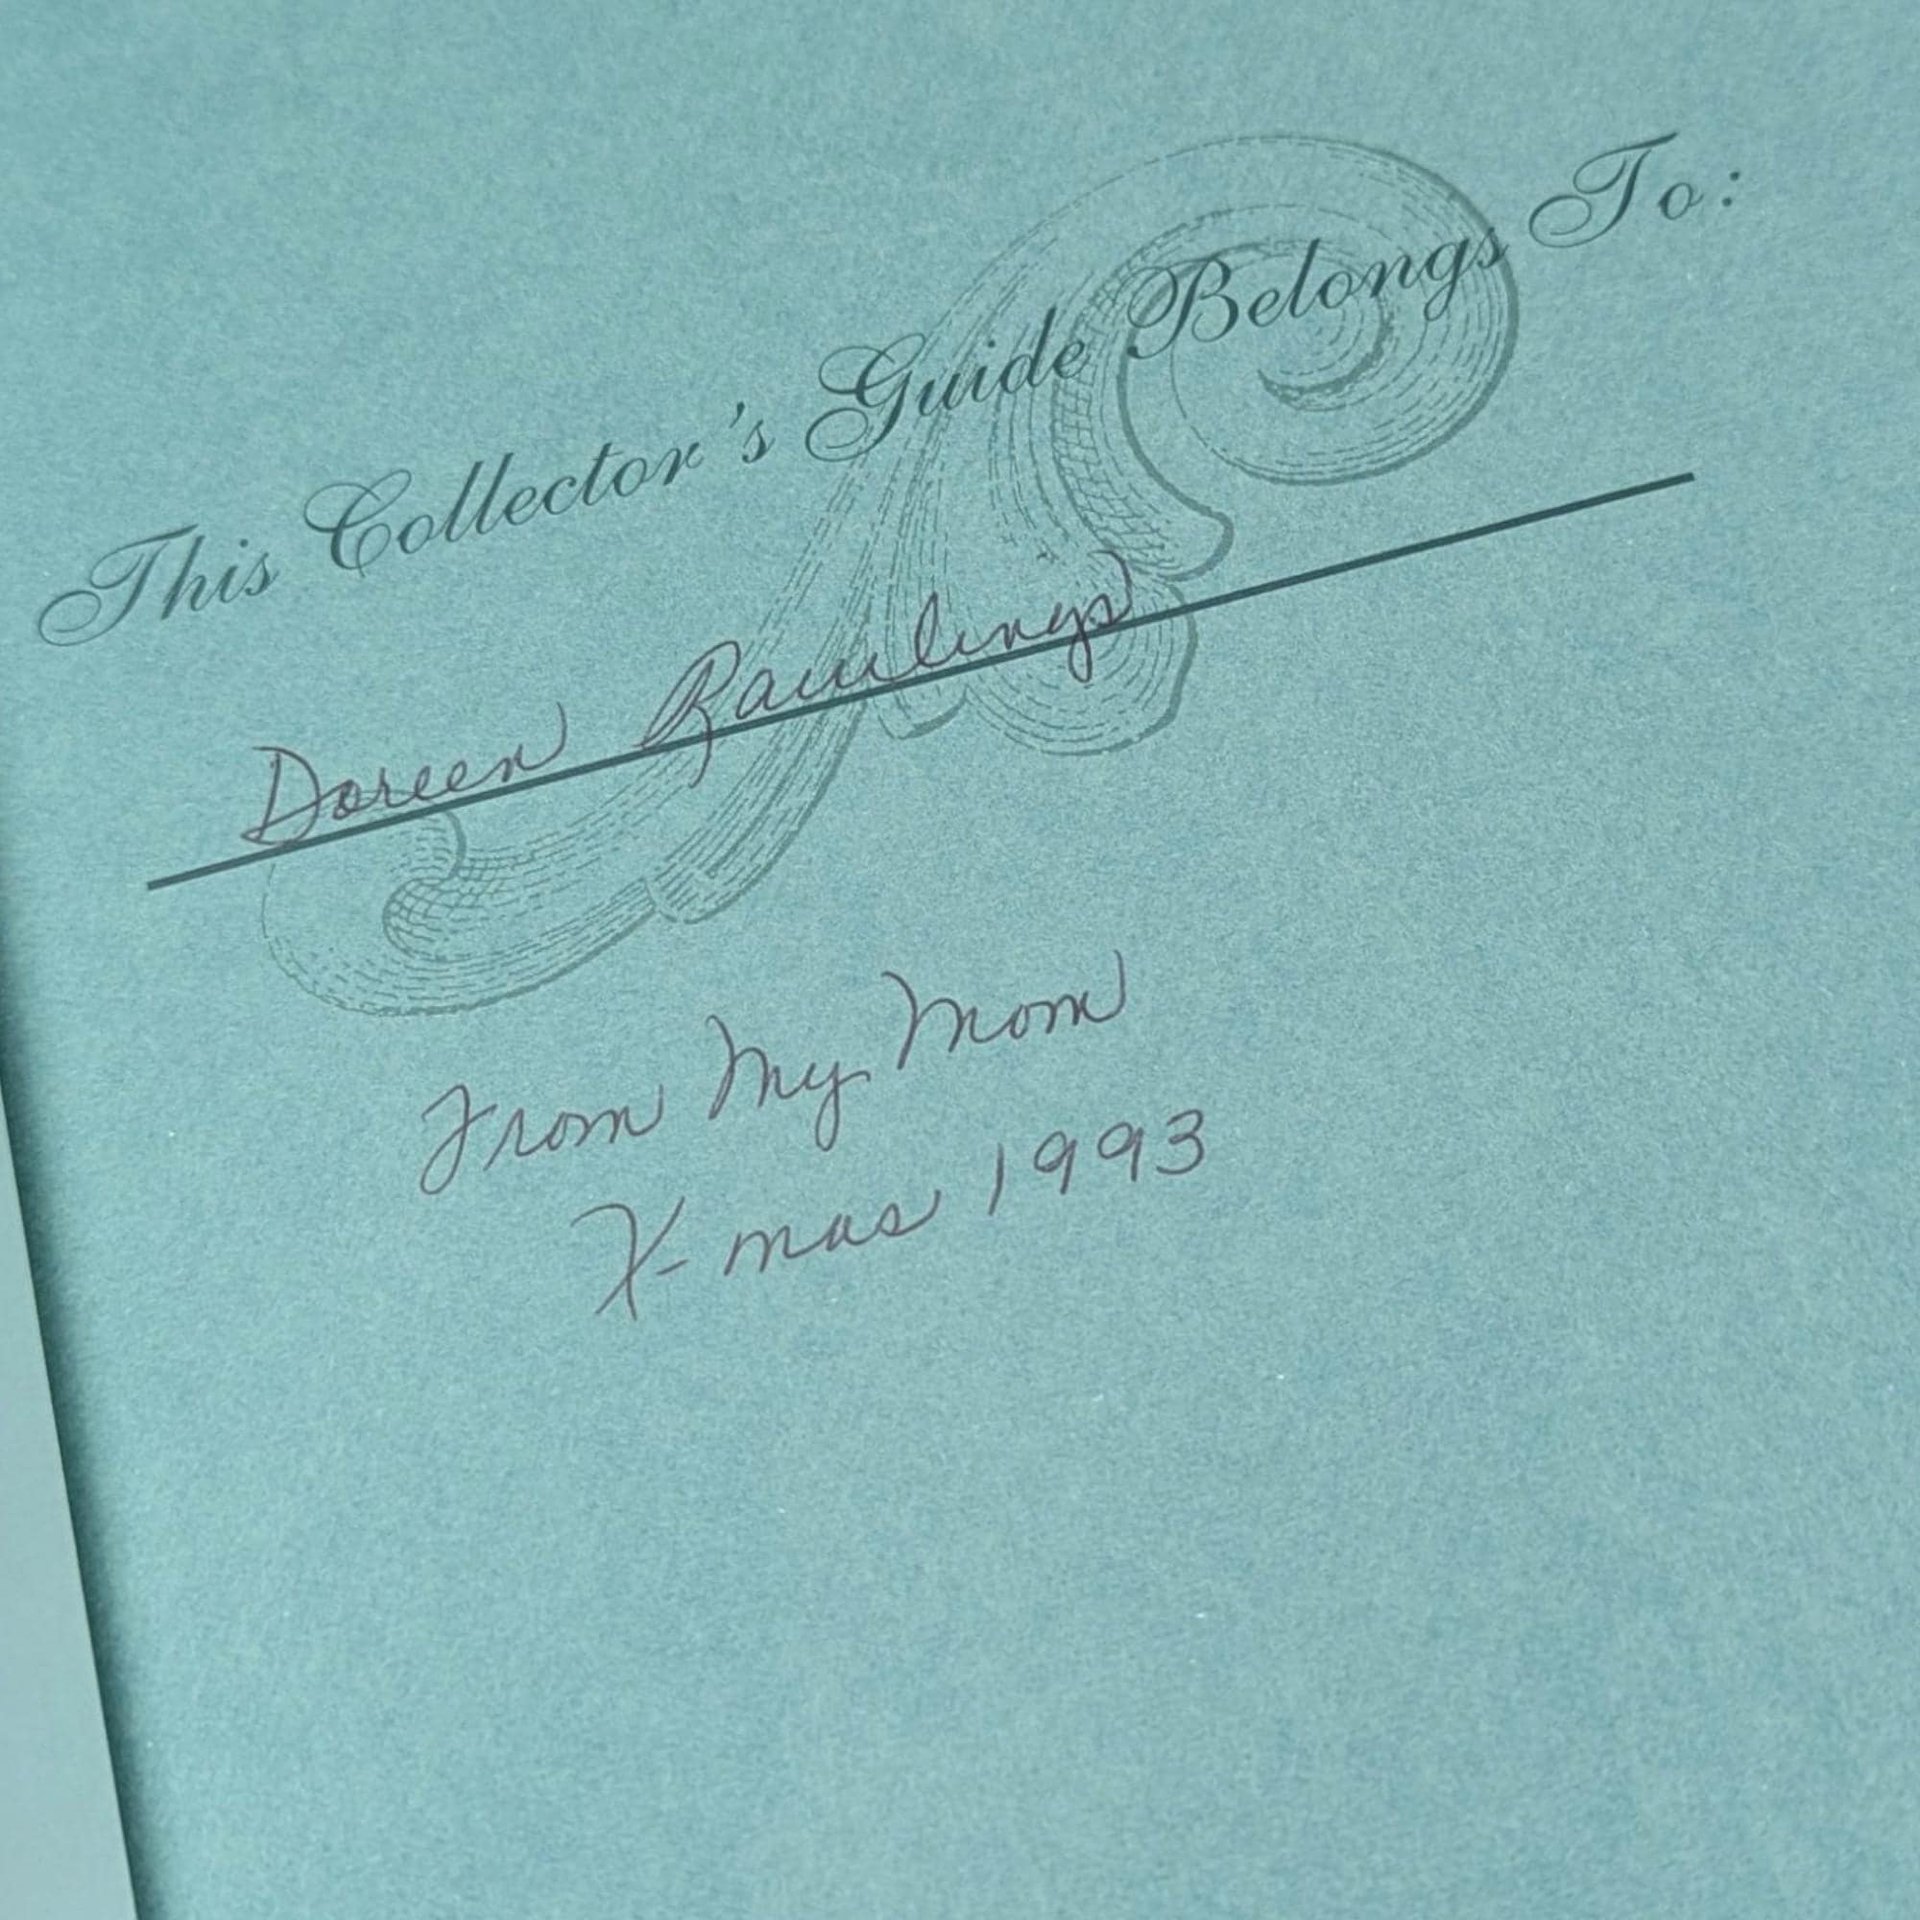 This Collector's Guide Belongs To:
Doreen Rawlings
From My Mom
X-mas 1993